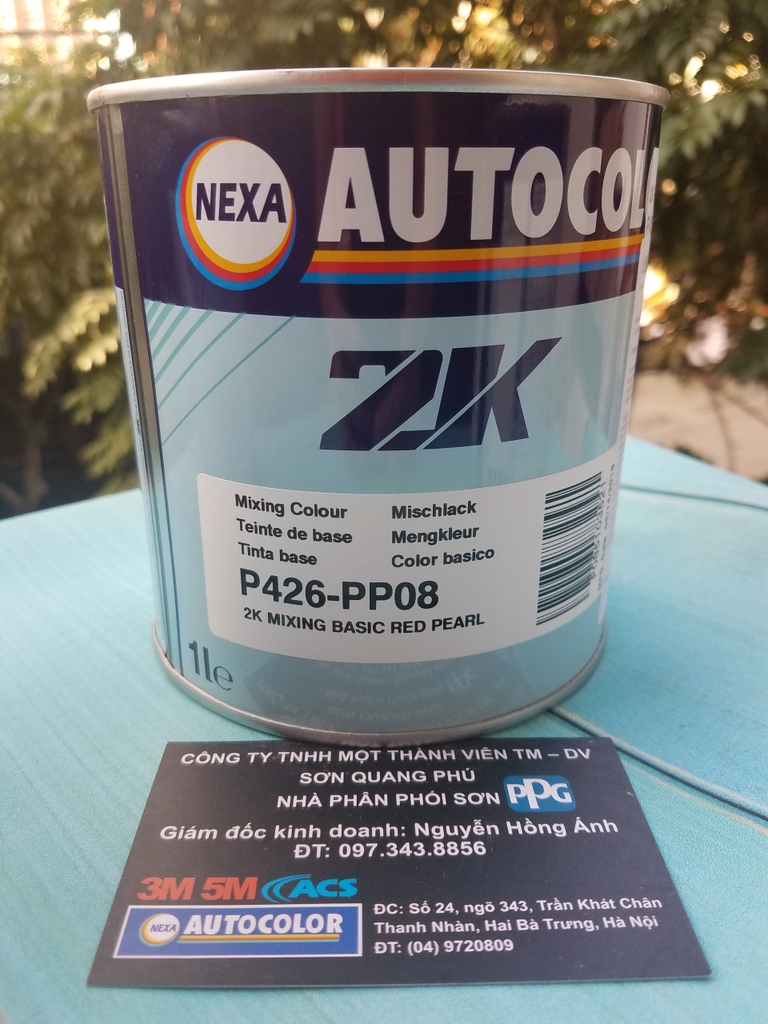 NEXA
AUTOCOL
2K
Mixing Colour Mischlack
Teinte de base Mengkleur
Tinta base Color basico
P426-PP08
2K MIXING BASIC RED PEARL
1l e
CÔNG TY TNHH MỘT THÀNH VIÊN TM – DV
SƠN QUANG PHÚ
NHÀ PHÂN PHÓI SƠN PPG
Giám đốc kinh doanh: Nguyễn Hồng Ánh
ĐT: 097.343.8856
3M 5M ACS
NEXA AUTOCOLOR
ĐC: Số 24, ngõ 343, Trần Khát Chân
Thanh Nhàn, Hai Bà Trưng, Hà Nội
ĐT: (04) 9720809